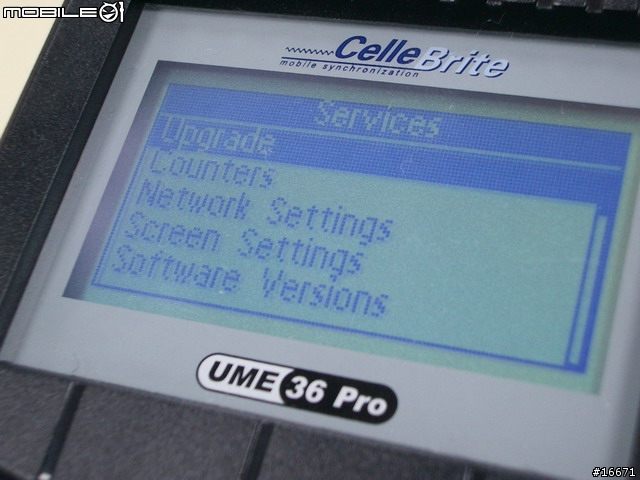 MOBILE01
CelleBrite
mobile synchronization
Services
Upgrade
Counters
Network Settings
Screen Settings
Software Versions
UME 36 Pro
#16671